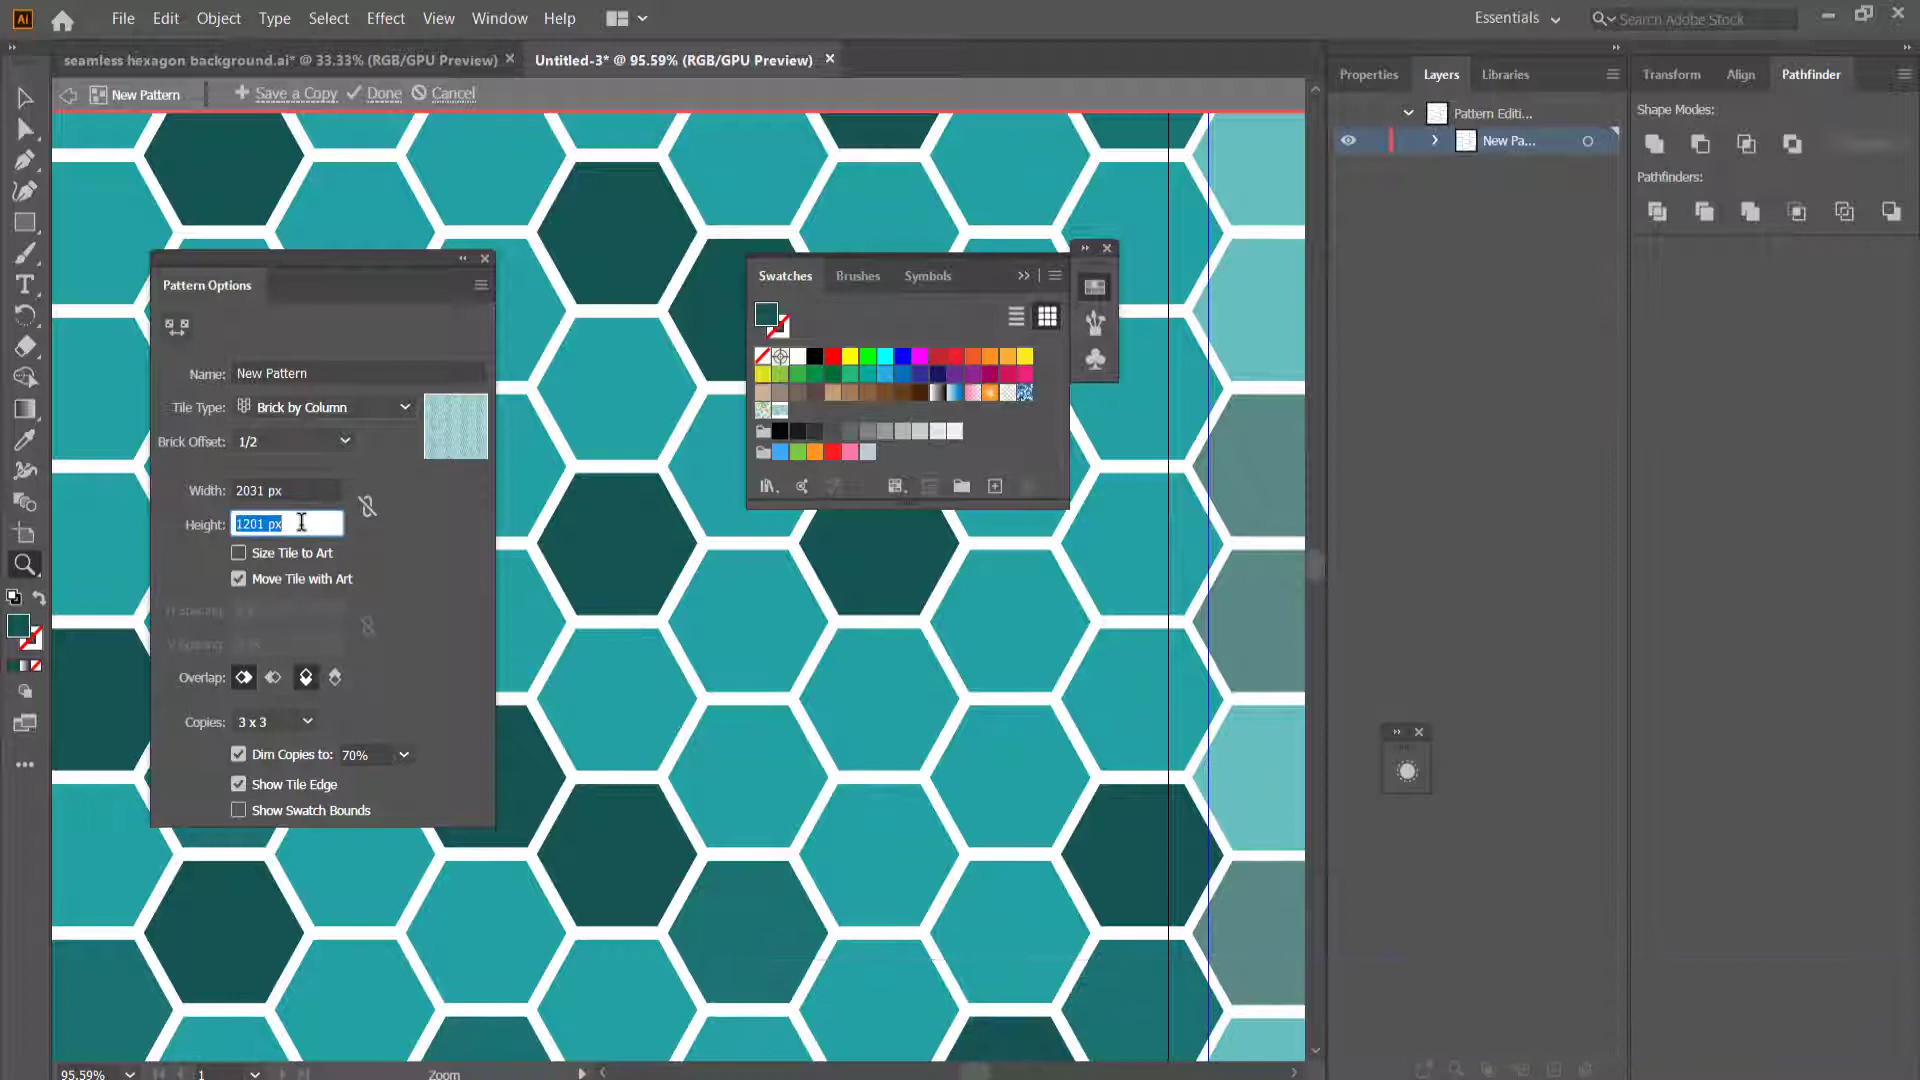 Ai File Edit Object Type Select Effect View Window Help Essentials Search Adobe Stock
seamless hexagon background.ai* @ 33.33% (RGB/GPU Preview) Untitled-3* @ 95.59% (RGB/GPU Preview)
New Pattern Save a Copy Done Cancel
Properties Layers Libraries
Transform Align Pathfinder
Pattern Editi...
New Pa...
Shape Modes:
Pathfinders:
Pattern Options
Name: New Pattern
Tile Type: Brick by Column
Brick Offset: 1/2
Width: 2031 px
Height: 1201 px
Size Tile to Art
Move Tile with Art
H Spacing:
V Spacing:
Overlap:
Copies: 3 x 3
Dim Copies to: 70%
Show Tile Edge
Show Swatch Bounds
Swatches Brushes Symbols
95.59% 1 Zoom